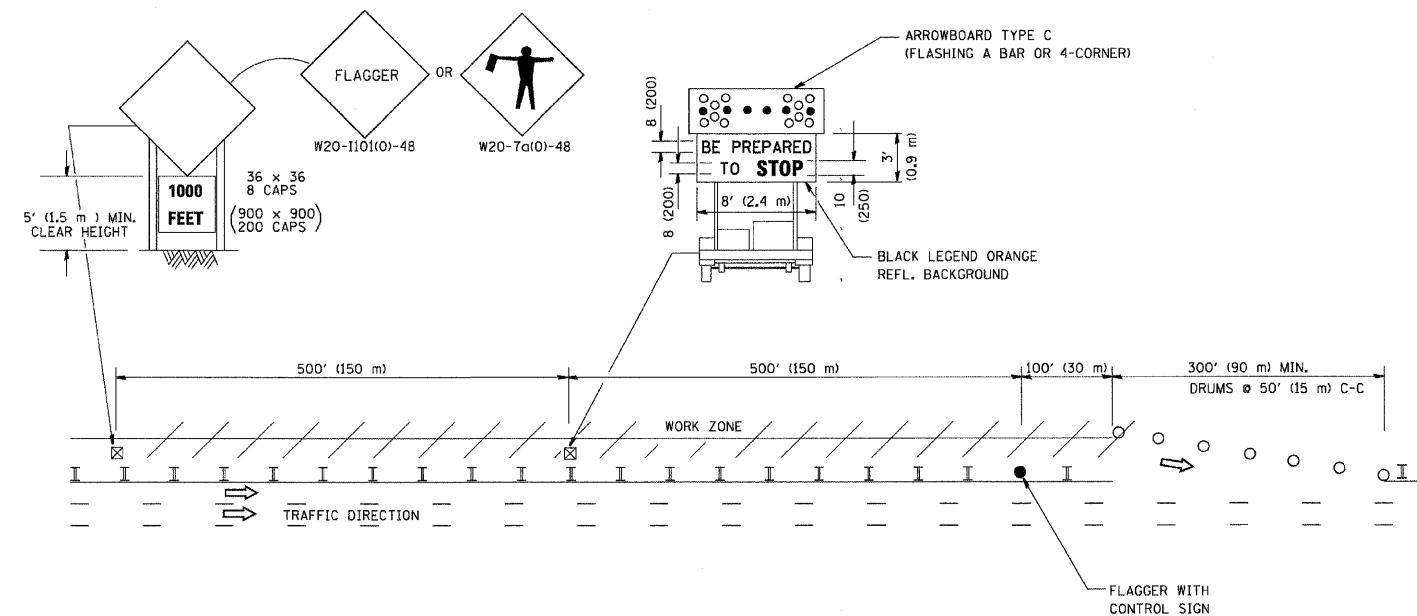 ARROWBOARD TYPE C
(FLASHING A BAR OR 4-CORNER)
FLAGGER
OR
W20-I101(O)-48
W20-7a(O)-48
8 (200)
BE PREPARED
TO STOP
3'
(0.9 m)
8 (200)
8' (2.4 m)
10
(250)
1000
FEET
36 x 36
8 CAPS
(900 x 900)
200 CAPS
5' (1.5 m ) MIN.
CLEAR HEIGHT
BLACK LEGEND ORANGE
REFL. BACKGROUND
500' (150 m)
500' (150 m)
100' (30 m)
300' (90 m) MIN.
DRUMS @ 50' (15 m) C-C
WORK ZONE
TRAFFIC DIRECTION
FLAGGER WITH
CONTROL SIGN